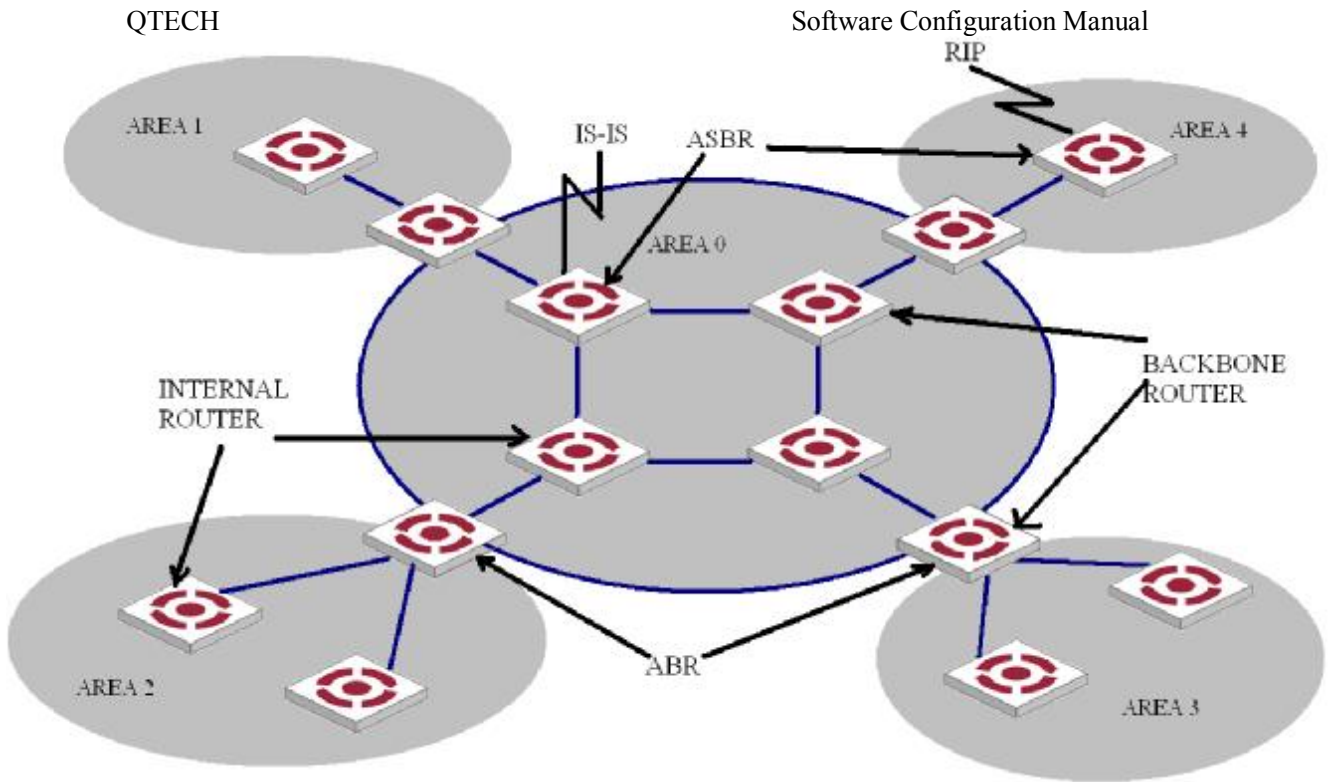 QTECH Software Configuration Manual
RIP
AREA 1
IS-IS
ASBR
AREA 4
AREA 0
BACKBONE
ROUTER
INTERNAL
ROUTER
ABR
AREA 2
AREA 3